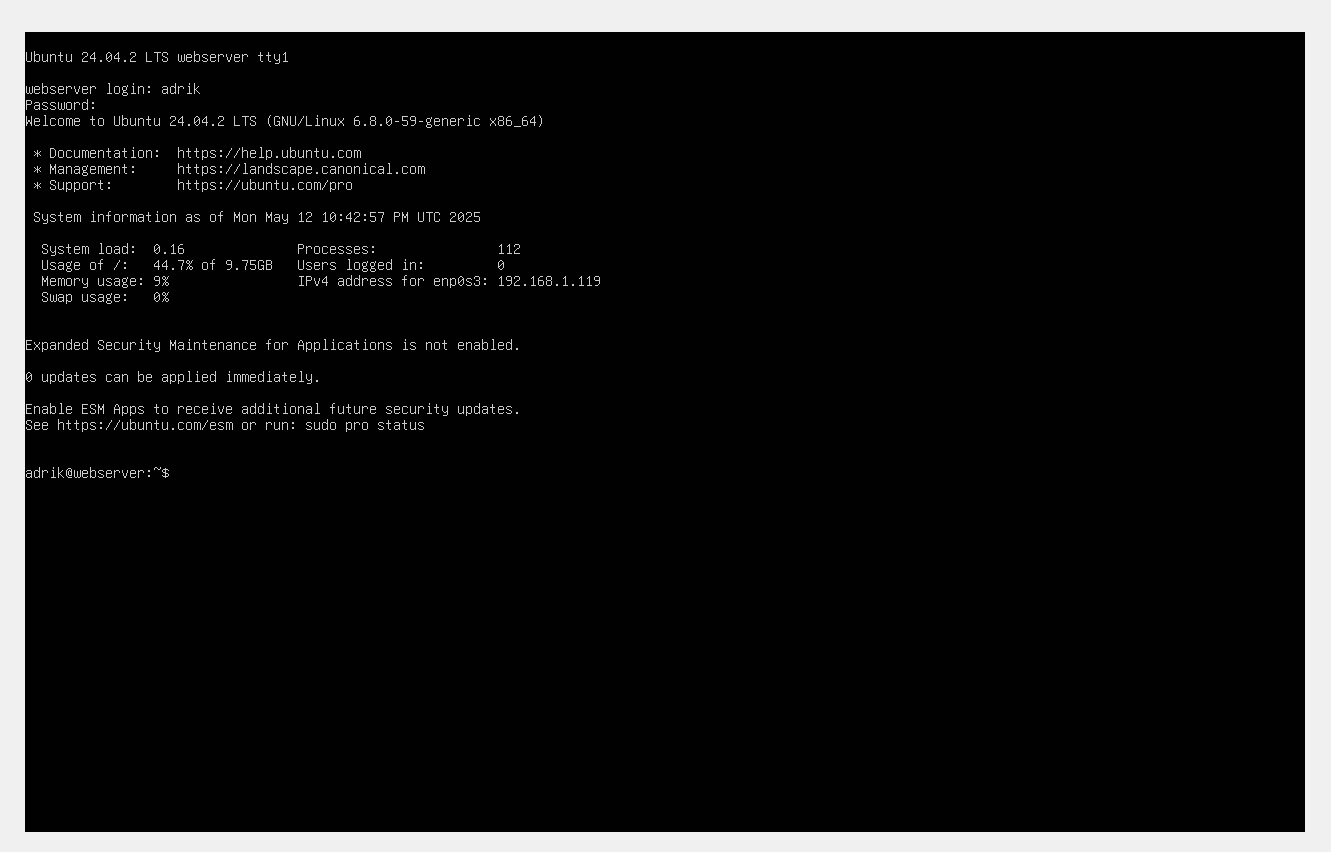 Ubuntu 24.04.2 LTS webserver tty1
webserver login: adrik
Password:
Welcome to Ubuntu 24.04.2 LTS (GNU/Linux 6.8.0-59-generic x86_64)
* Documentation:  https://help.ubuntu.com
* Management:     https://landscape.canonical.com
* Support:        https://ubuntu.com/pro
System information as of Mon May 12 10:42:57 PM UTC 2025
System load:  0.16              Processes:               112
Usage of /:   44.7% of 9.75GB   Users logged in:         0
Memory usage: 9%                IPv4 address for enp0s3: 192.168.1.119
Swap usage:   0%
Expanded Security Maintenance for Applications is not enabled.
0 updates can be applied immediately.
Enable ESM Apps to receive additional future security updates.
See https://ubuntu.com/esm or run: sudo pro status
adrik@webserver:~$